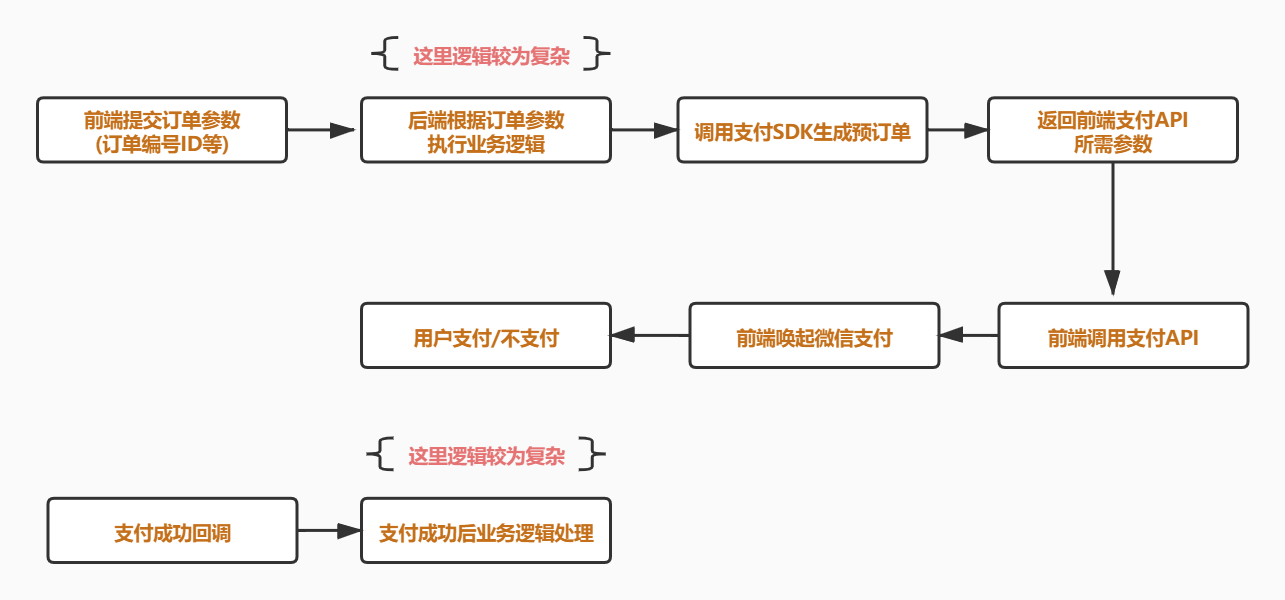 这里逻辑较为复杂
前端提交订单参数
(订单编号ID等)
后端根据订单参数
执行业务逻辑
调用支付SDK生成预订单
返回前端支付API
所需参数
用户支付/不支付
前端唤起微信支付
前端调用支付API
这里逻辑较为复杂
支付成功回调
支付成功后业务逻辑处理